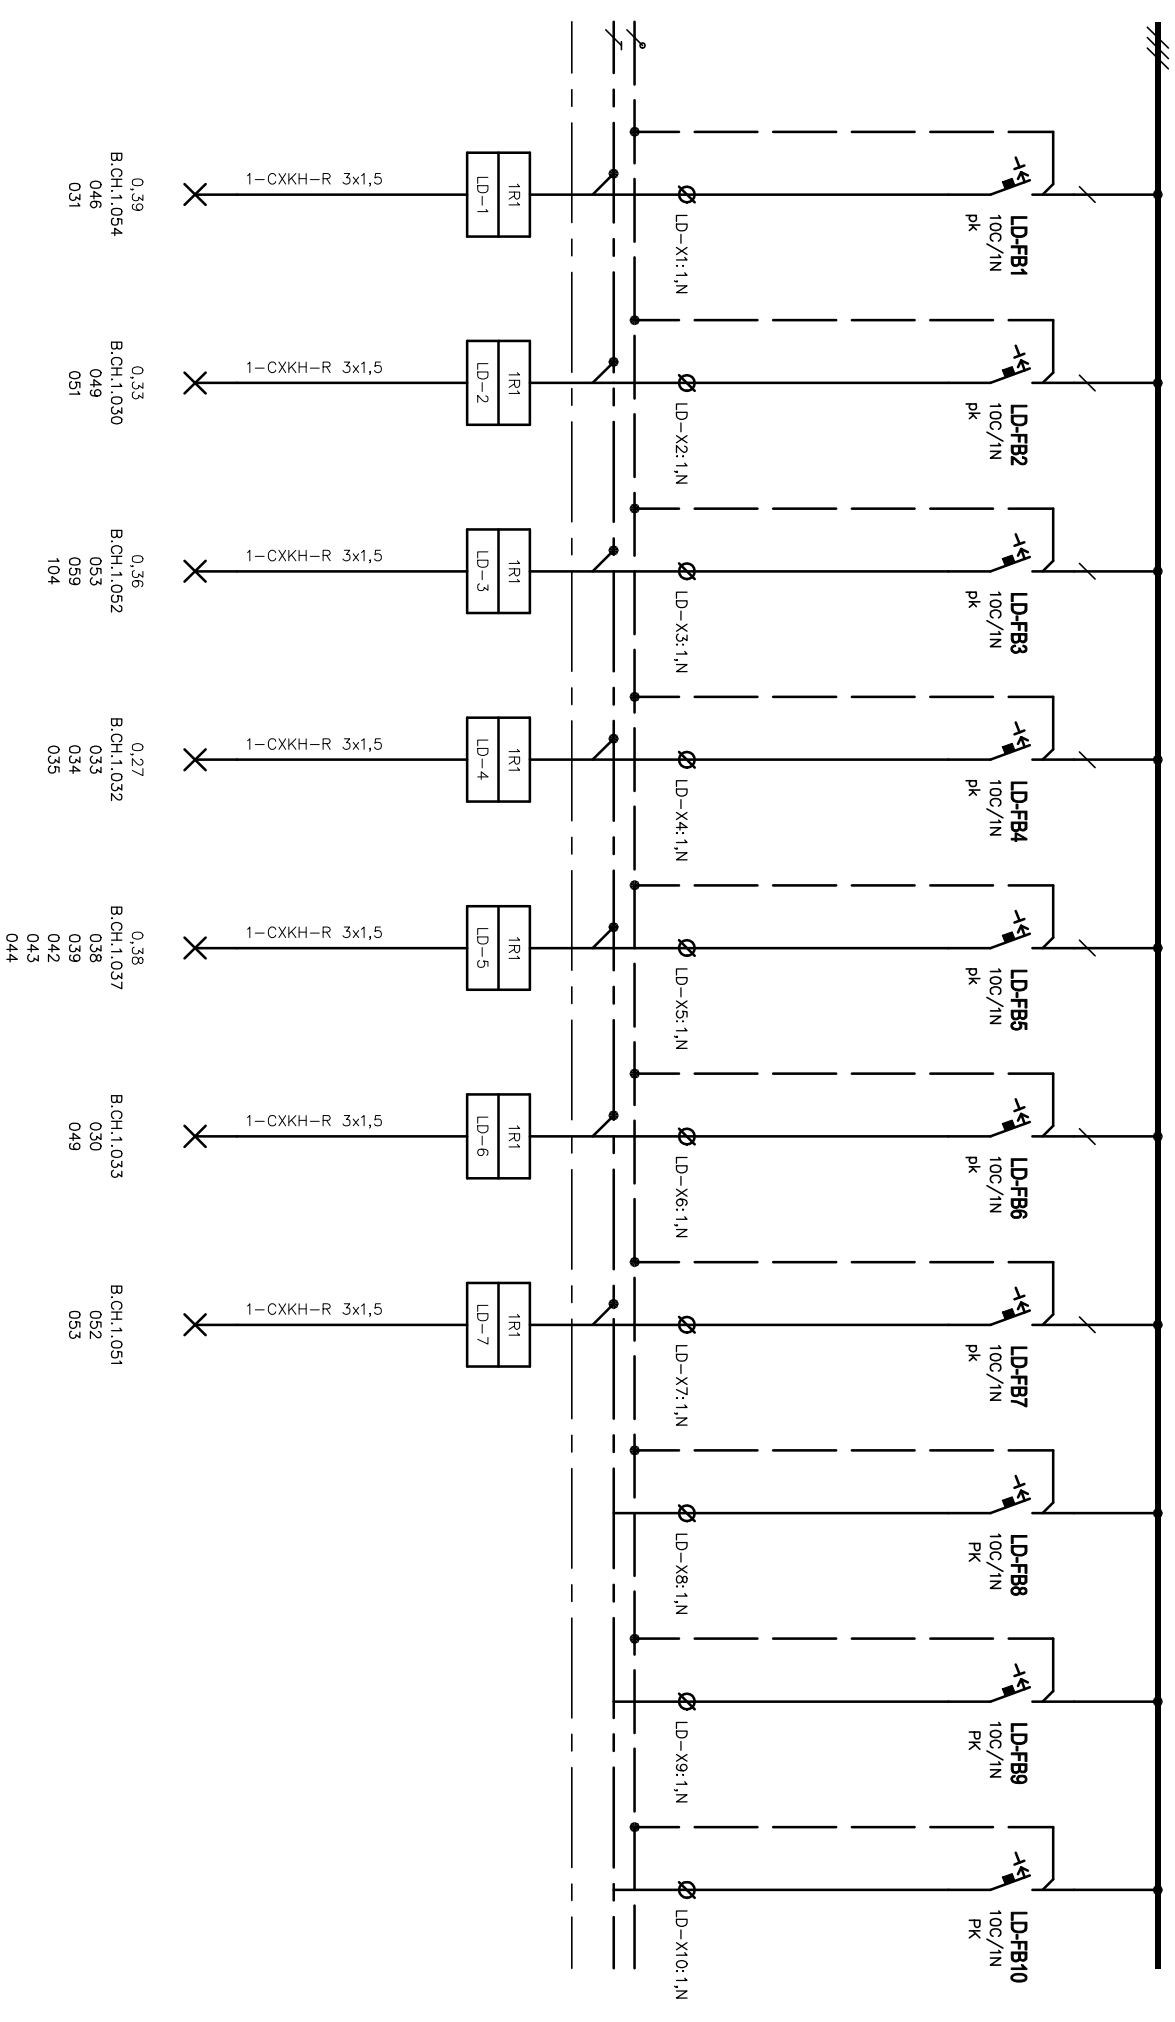 LD-FB1
10C/1N
pk
LD-X1:1,N
1R1
LD-1
1-CXKH-R 3x1,5
0,39
B.CH.1.054
046
031
LD-FB2
10C/1N
pk
LD-X2:1,N
1R1
LD-2
1-CXKH-R 3x1,5
0,33
B.CH.1.030
049
051
LD-FB3
10C/1N
pk
LD-X3:1,N
1R1
LD-3
1-CXKH-R 3x1,5
0,36
B.CH.1.052
053
059
104
LD-FB4
10C/1N
pk
LD-X4:1,N
1R1
LD-4
1-CXKH-R 3x1,5
0,27
B.CH.1.032
033
034
035
LD-FB5
10C/1N
pk
LD-X5:1,N
1R1
LD-5
1-CXKH-R 3x1,5
0,38
B.CH.1.037
038
039
042
043
044
LD-FB6
10C/1N
pk
LD-X6:1,N
1R1
LD-6
1-CXKH-R 3x1,5
B.CH.1.033
030
049
LD-FB7
10C/1N
pk
LD-X7:1,N
1R1
LD-7
1-CXKH-R 3x1,5
B.CH.1.051
052
053
LD-FB8
10C/1N
PK
LD-X8:1,N
LD-FB9
10C/1N
PK
LD-X9:1,N
LD-FB10
10C/1N
PK
LD-X10:1,N